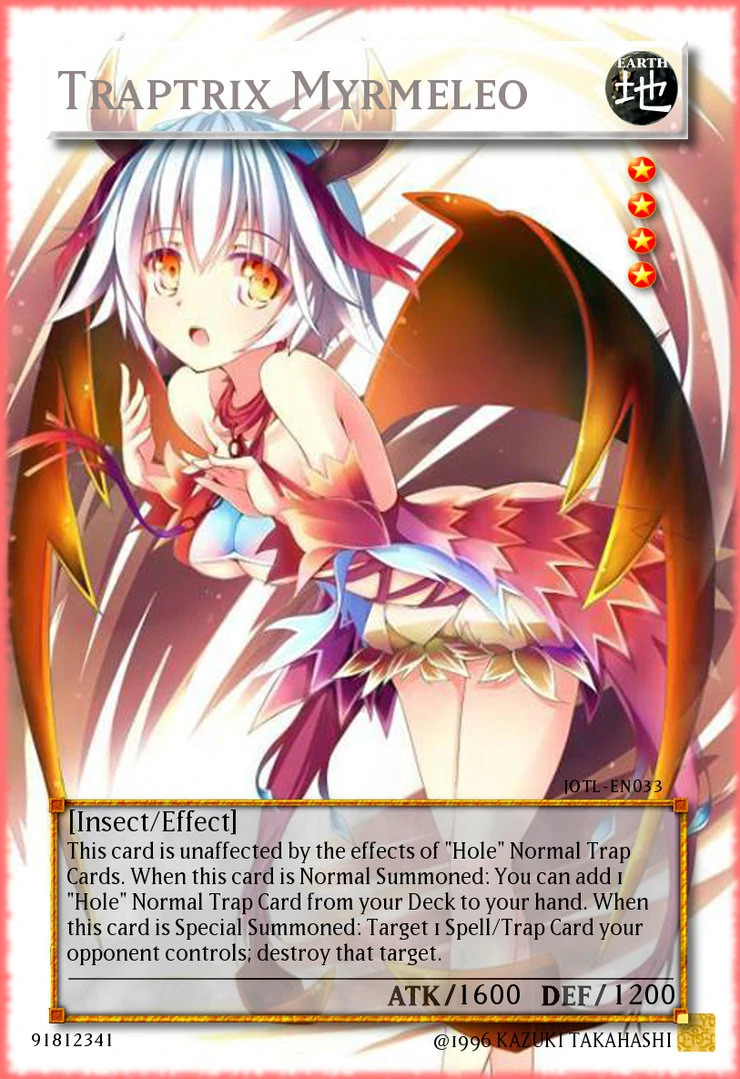 Traptrix Myrmeleo
EARTH
地
JOTL-EN033
[Insect/Effect]
This card is unaffected by the effects of "Hole" Normal Trap
Cards. When this card is Normal Summoned: You can add 1
"Hole" Normal Trap Card from your Deck to your hand. When
this card is Special Summoned: Target 1 Spell/Trap Card your
opponent controls; destroy that target.
ATK/1600 DEF/1200
91812341
@1996 KAZUKI TAKAHASHI